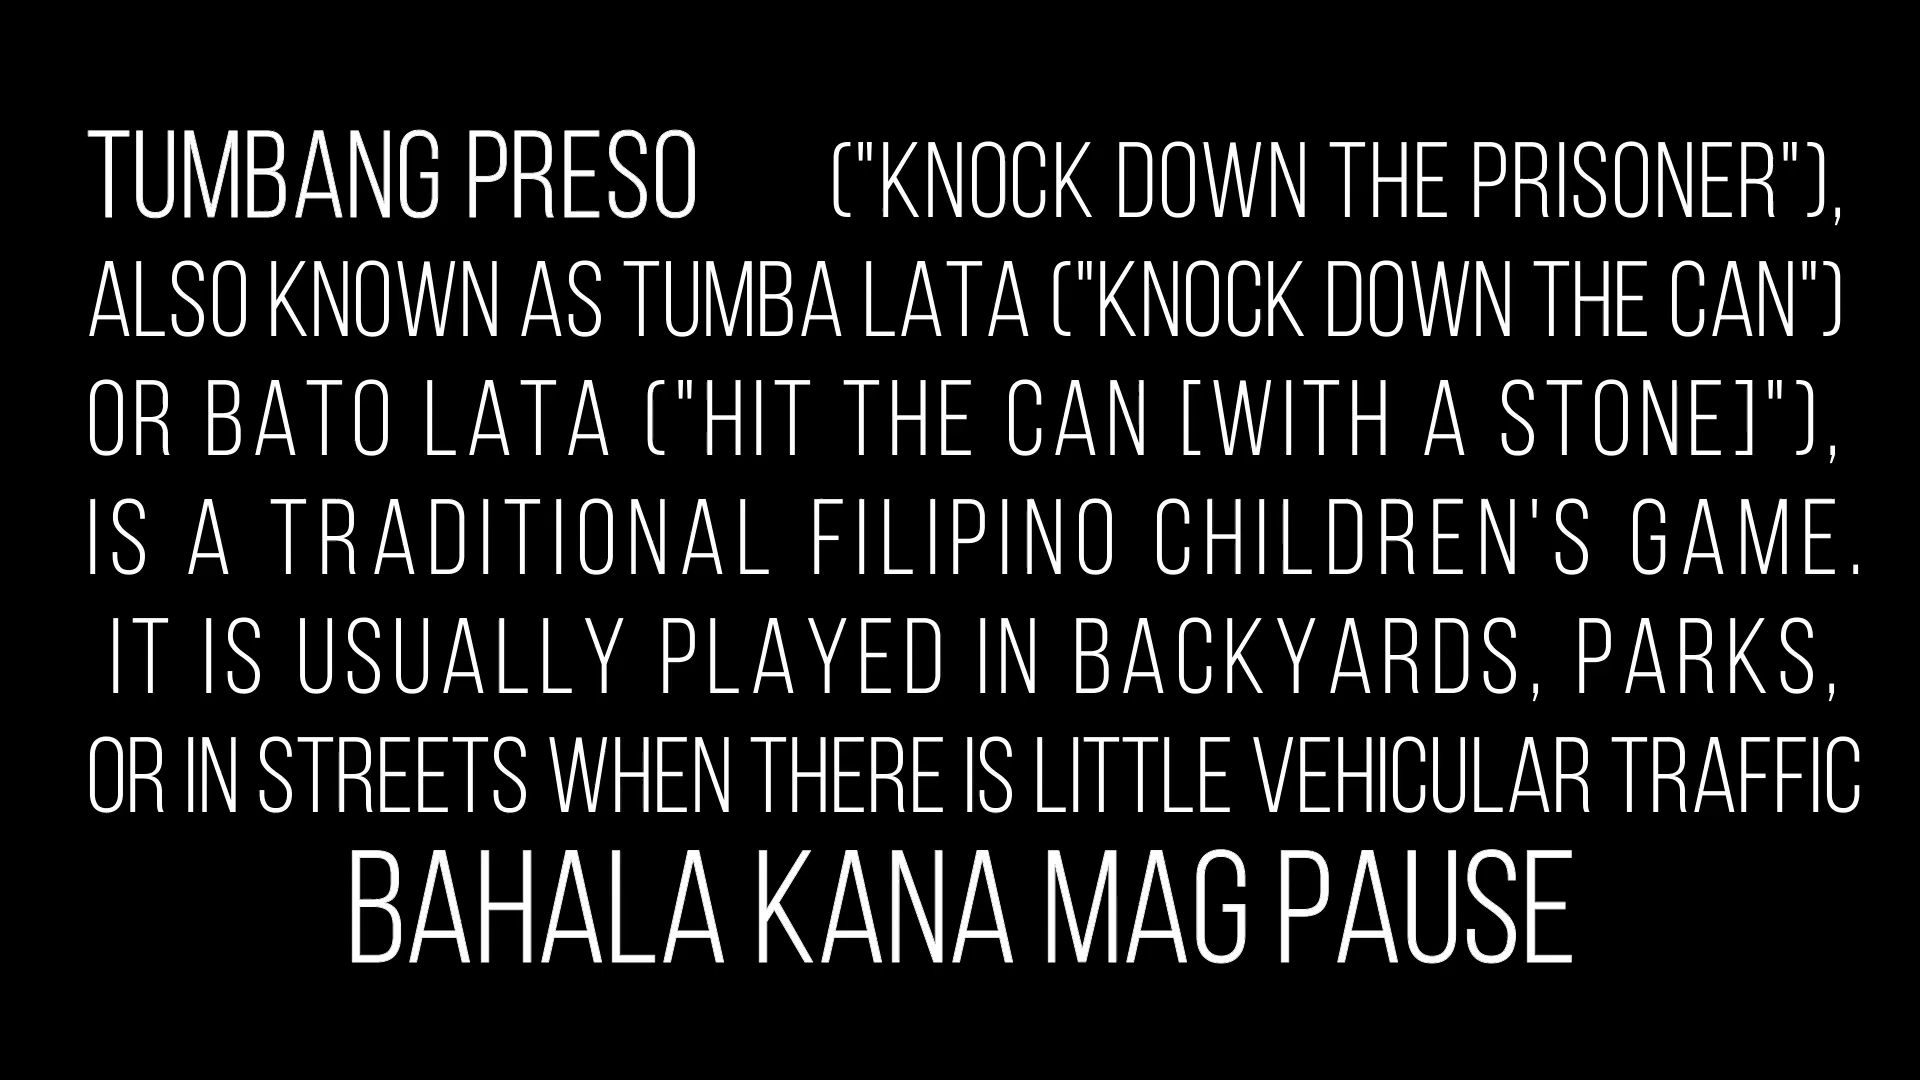 TUMBANG PRESO ("KNOCK DOWN THE PRISONER"),
ALSO KNOWN AS TUMBA LATA ("KNOCK DOWN THE CAN")
OR BATO LATA ("HIT THE CAN [WITH A STONE]"),
IS A TRADITIONAL FILIPINO CHILDREN'S GAME.
IT IS USUALLY PLAYED IN BACKYARDS, PARKS,
OR IN STREETS WHEN THERE IS LITTLE VEHICULAR TRAFFIC
BAHALA KANA MAG PAUSE